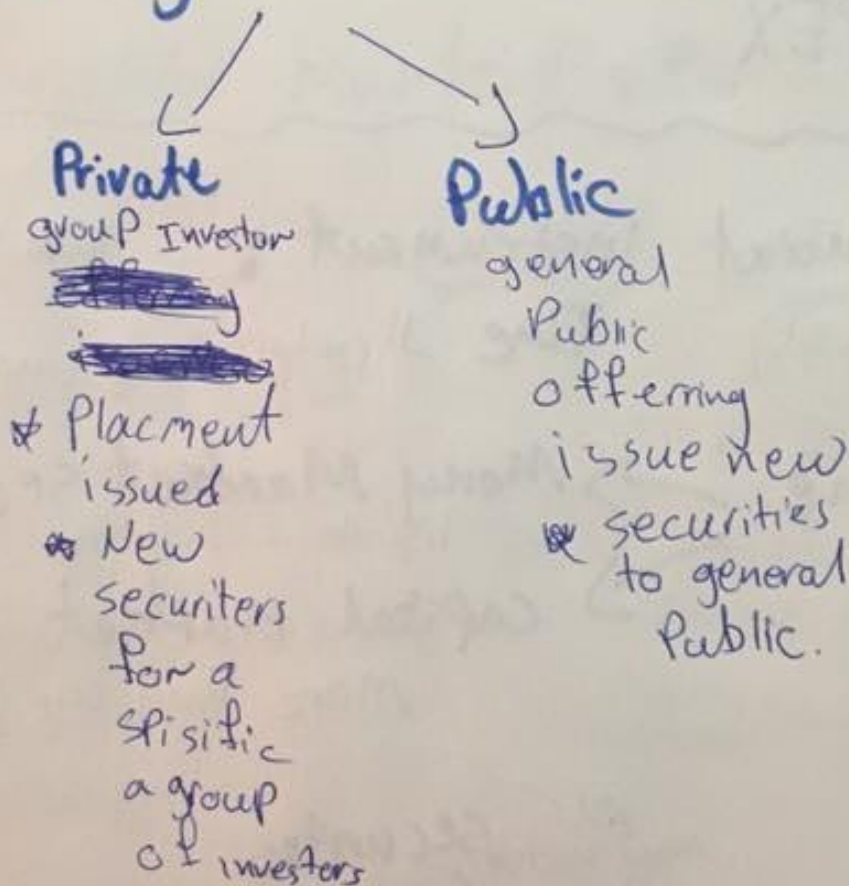 Private
group Investor
* Placment
issued
* New
securiters
for a
spisific
a group
of investors
Public
general
Public
offerring
issue new
* securities
to general
Public.